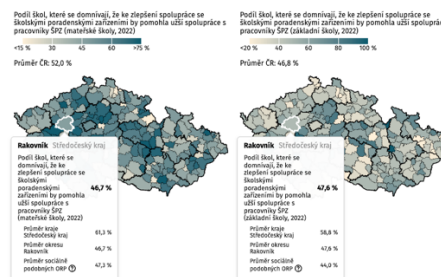 Podíl škol, které se domnívají, že ke zlepšení spolupráce se
školskými poradenskými zařízeními by pomohla užší spolupráce s
pracovníky ŠPZ (mateřské školy, 2022)
<15 % 30 45 60 >75 %
Průměr ČR: 52,0 %
Rakovník Středočeský kraj
Podíl škol, které se
domnívají, že ke
zlepšení spolupráce se
školskými
poradenskými
zařízeními by pomohla
užší spolupráce s
pracovníky ŠPZ
(mateřské školy, 2022)
46,7 %
Průměr kraje
Středočeský kraj 61,3 %
Průměr okresu
Rakovník 46,7 %
Průměr sociálně
podobných ORP ? 47,3 %
Podíl škol, které se domnívají, že ke zlepšení spolupráce se
školskými poradenskými zařízeními by pomohla užší spolupráce
pracovníky ŠPZ (základní školy, 2022)
<20 % 40 60 80 100 %
Průměr ČR: 46,8 %
Rakovník Středočeský kraj
Podíl škol, které se
domnívají, že ke
zlepšení spolupráce se
školskými
poradenskými
zařízeními by pomohla
užší spolupráce s
pracovníky ŠPZ
(základní školy, 2022)
47,6 %
Průměr kraje
Středočeský kraj 58,8 %
Průměr okresu
Rakovník 47,6 %
Průměr sociálně
podobných ORP ? 44,0 %